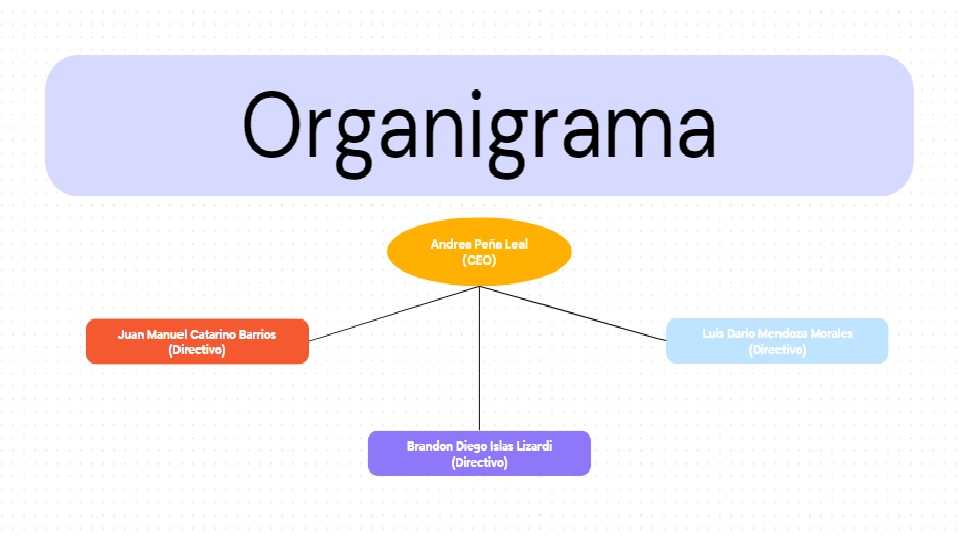 Organigrama
Andrea Peña Leal
(CEO)
Juan Manuel Catarino Barrios
(Directivo)
Luis Dario Mendoza Morales
(Directivo)
Brandon Diego Islas Lizardi
(Directivo)